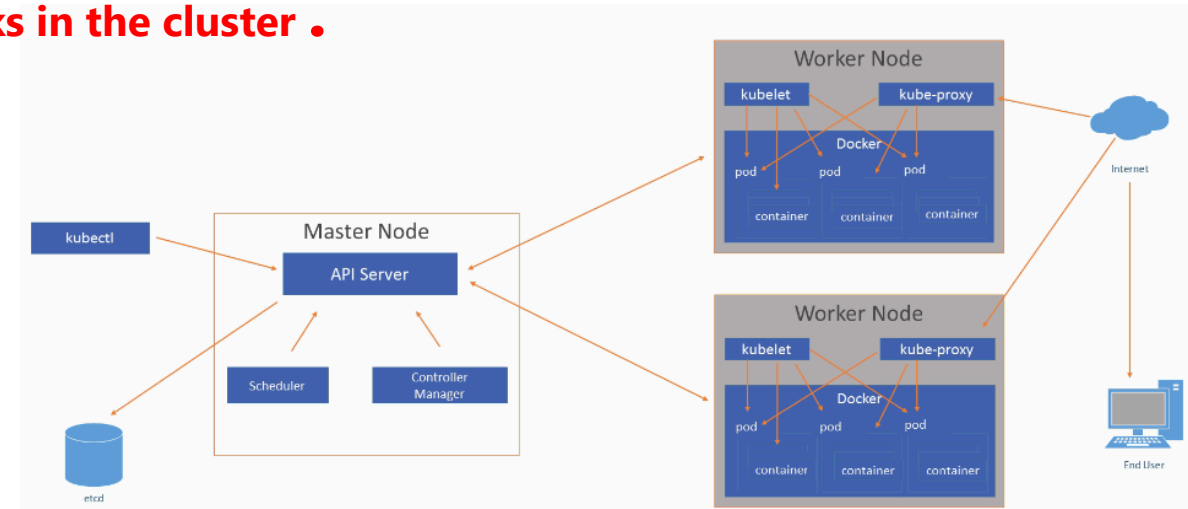 ks in the cluster .
Worker Node
kubelet
kube-proxy
Docker
pod
pod
pod
container
container
container
Internet
kubectl
Master Node
API Server
Scheduler
Controller
Manager
etcd
Worker Node
kubelet
kube-proxy
Docker
pod
pod
pod
container
container
container
End User